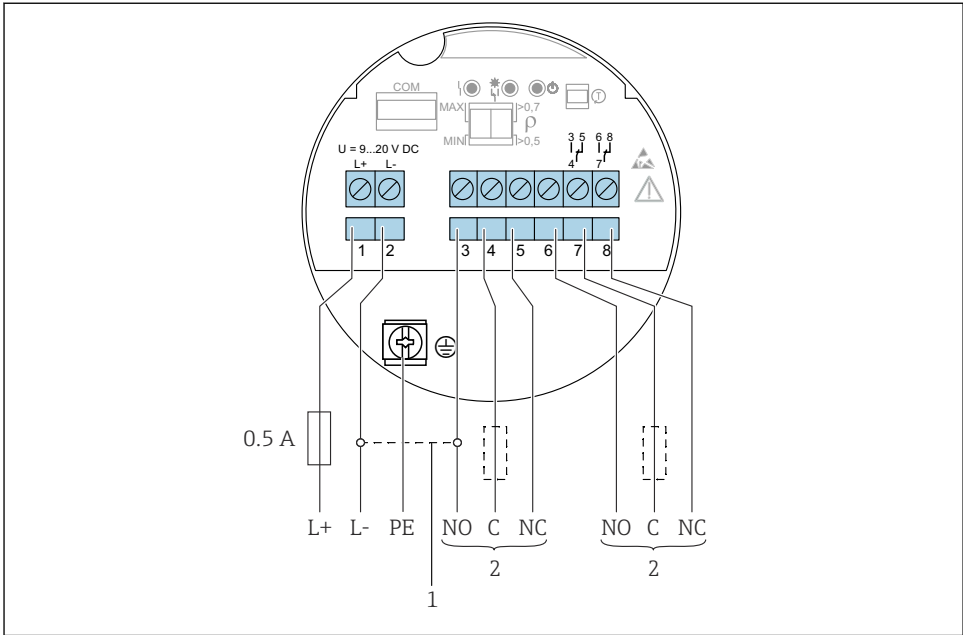 COM
MAX >0,7
ρ
MIN >0,5
T
U = 9...20 V DC
L+ L-
3 5 6 8
4 7
1 2 3 4 5 6 7 8
0.5 A
L+ L- PE NO C NC NO C NC
2 2
1